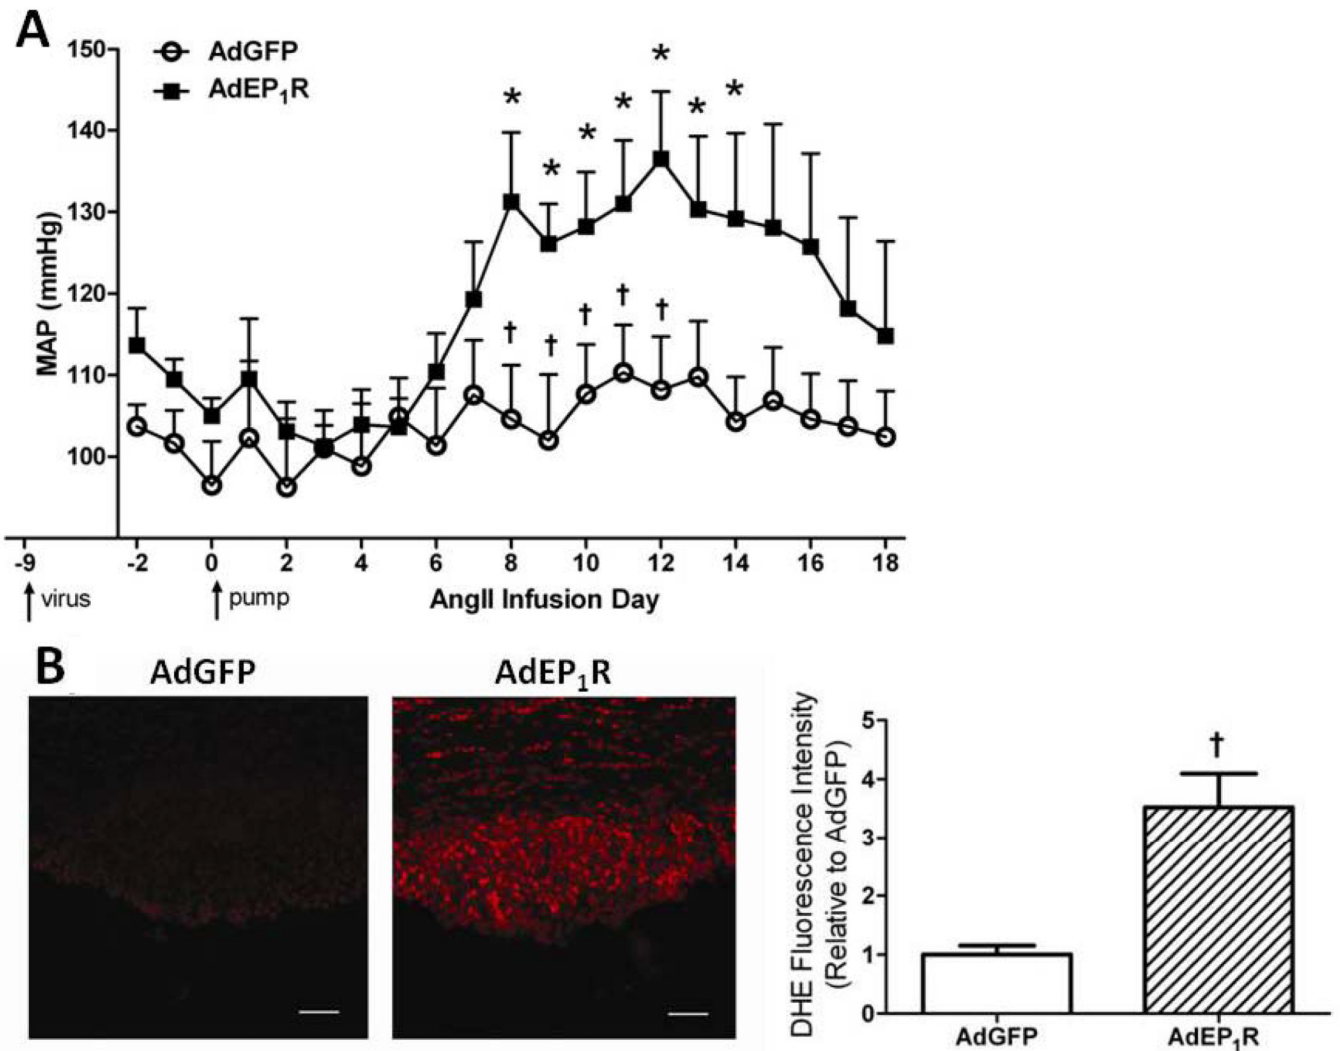 A
AdGFP
AdEP₁R
MAP (mmHg)
150
140
130
120
110
100
* * * * * * *
† † † † †
-9 -2 0 2 4 6 8 10 12 14 16 18
virus
pump
AngII Infusion Day
B
AdGFP
AdEP₁R
DHE Fluorescence Intensity
(Relative to AdGFP)
5
4
3
2
1
0
†
AdGFP
AdEP₁R